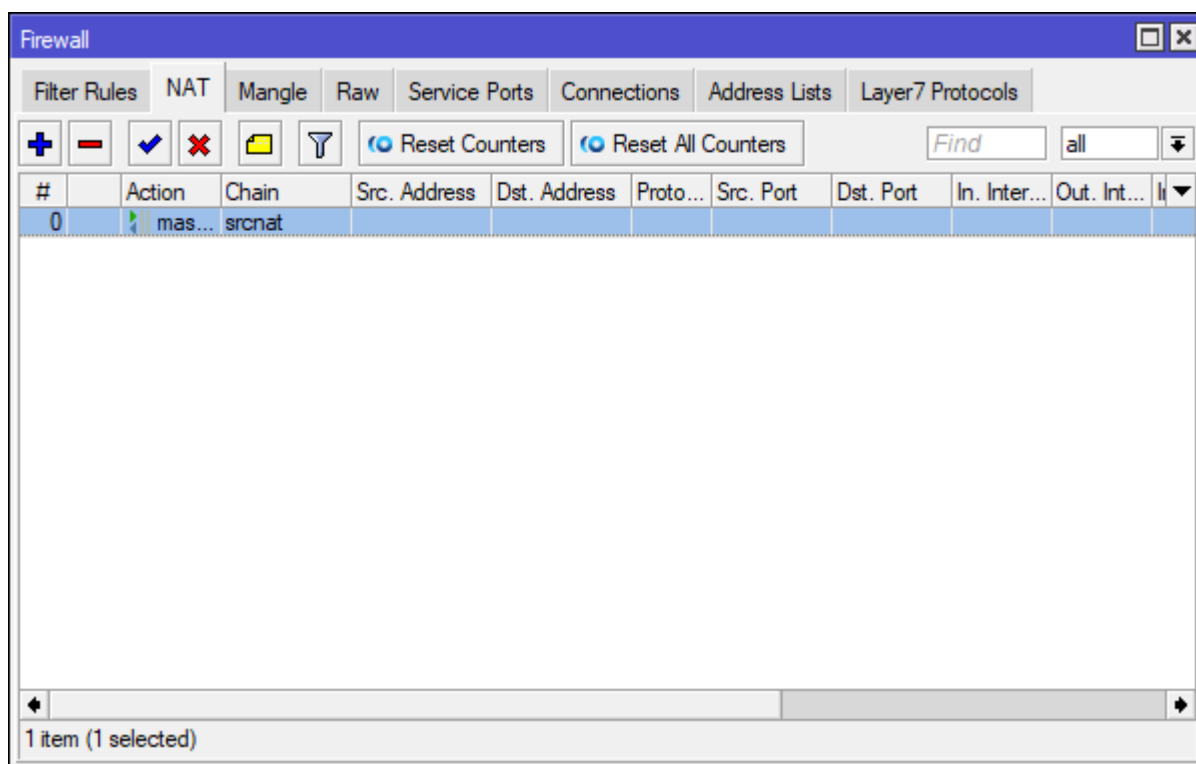 Firewall
Filter Rules NAT Mangle Raw Service Ports Connections Address Lists Layer7 Protocols
Reset Counters Reset All Counters Find all
# Action Chain Src. Address Dst. Address Proto... Src. Port Dst. Port In. Inter... Out. Int...
0 mas... srcnat
1 item (1 selected)